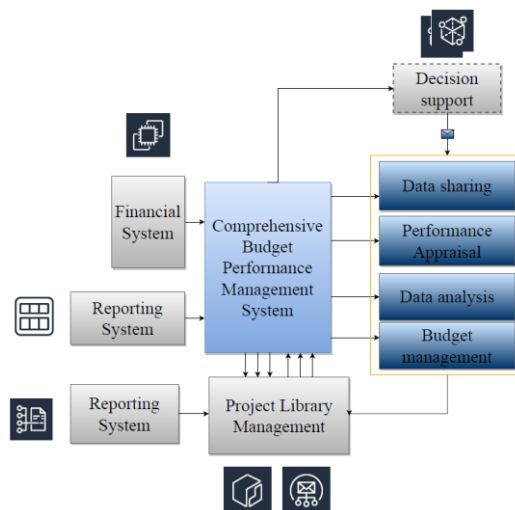 Decision
support
Financial
System
Comprehensive
Budget
Performance
Management
System
Data sharing
Performance
Appraisal
Data analysis
Budget
management
Reporting
System
Reporting
System
Project Library
Management